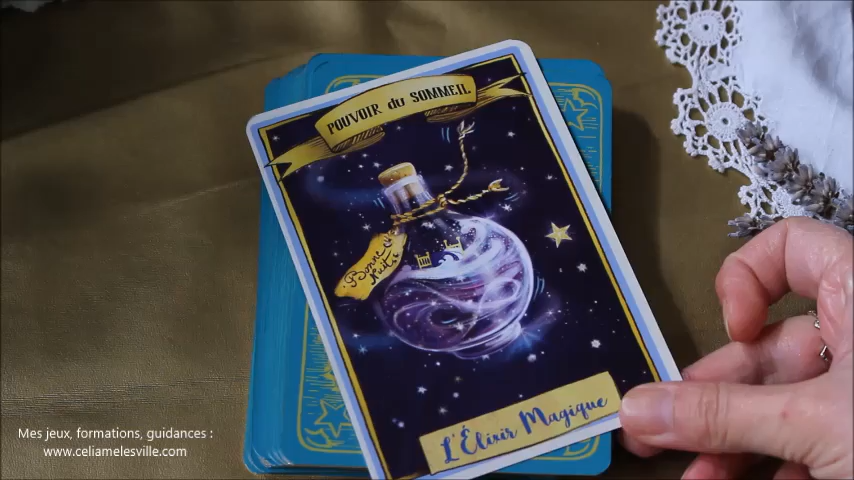 POUVOIR du SOMMEIL
Bonne
Nuit
L'Élixir Magique
Mes jeux, formations, guidances :
www.celiamelesville.com